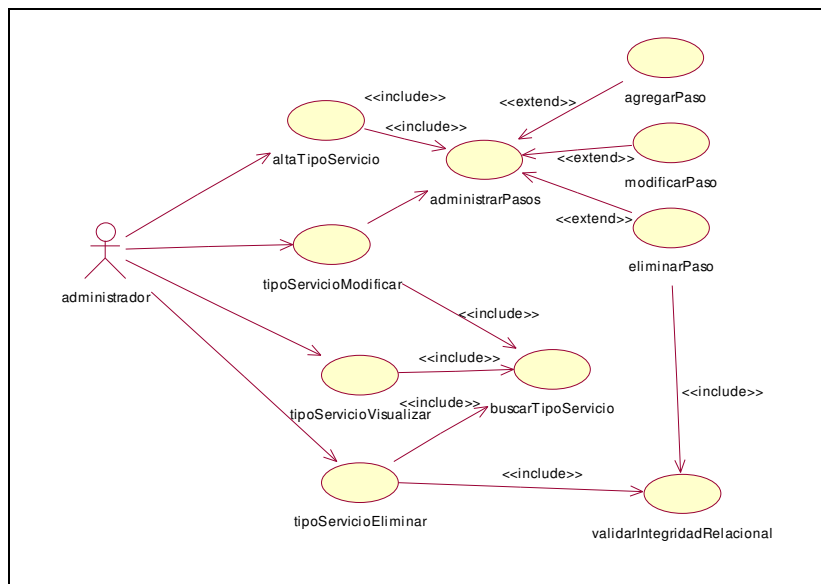 agregarPaso
<<include>>
<<extend>>
<<include>>
altaTipoServicio
<<extend>>
modificarPaso
administrarPasos
<<extend>>
eliminarPaso
administrador
tipoServicioModificar
<<include>>
<<include>>
<<include>>
tipoServicioVisualizar
buscarTipoServicio
<<include>>
<<include>>
tipoServicioEliminar
validarIntegridadRelacional